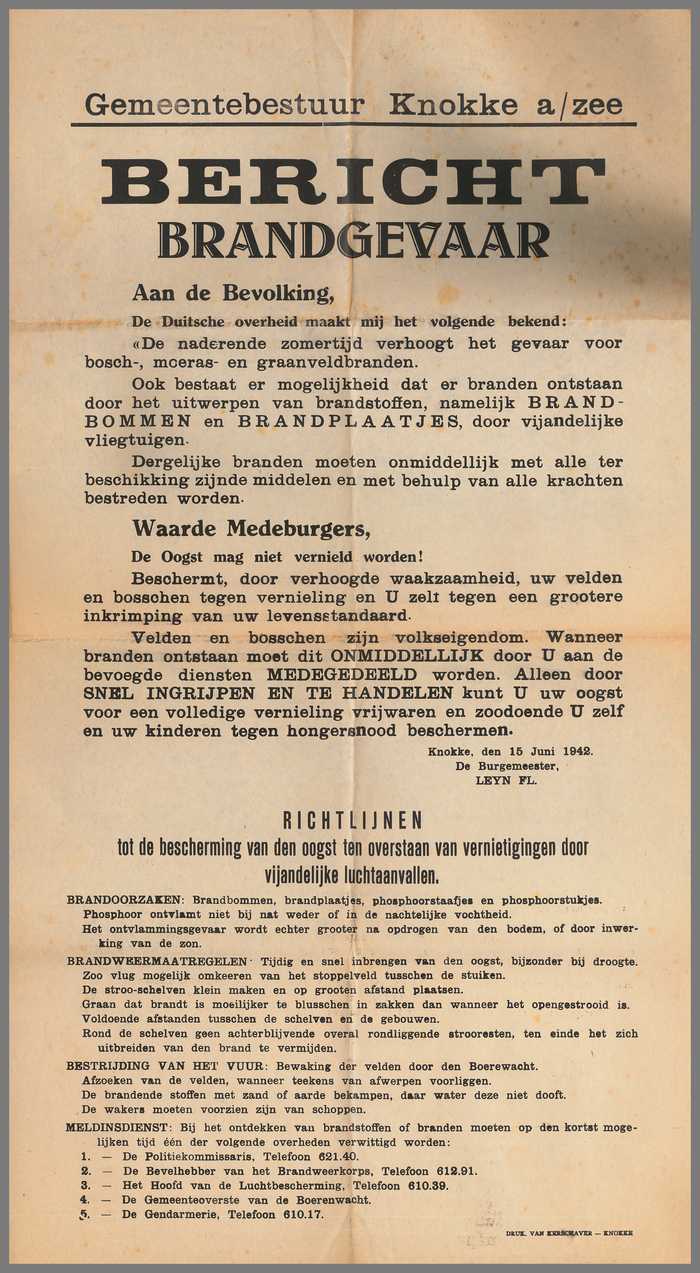 Gemeentebestuur Knokke a/zee
BERICHT
BRANDGEVAAR
Aan de Bevolking,
De Duitsche overheid maakt mij het volgende bekend:
«De naderende zomertijd verhoogt het gevaar voor
bosch-, moeras- en graanveldbranden.
Ook bestaat er mogelijkheid dat er branden ontstaan
door het uitwerpen van brandstoffen, namelijk BRAND-
BOMMEN en BRANDPLAATJES, door vijandelijke
vliegtuigen.
Dergelijke branden moeten onmiddellijk met alle ter
beschikking zijnde middelen en met behulp van alle krachten
bestreden worden.
Waarde Medeburgers,
De Oogst mag niet vernield worden!
Beschermt, door verhoogde waakzaamheid, uw velden
en bosschen tegen vernieling en U zelf tegen een grootere
inkrimping van uw levensstandaard.
Velden en bosschen zijn volkseigendom. Wanneer
branden ontstaan moet dit ONMIDDELLIJK door U aan de
bevoegde diensten MEDEGEDEELD worden. Alleen door
SNEL INGRIJPEN EN TE HANDELEN kunt U uw oogst
voor een volledige vernieling vrijwaren en zoodoende U zelf
en uw kinderen tegen hongersnood beschermen.
Knokke, den 15 Juni 1942.
De Burgemeester,
LEYN FL.
RICHTLIJNEN
tot de bescherming van den oogst ten overstaan van vernietigingen door
vijandelijke luchtaanvallen.
BRANDOORZAKEN: Brandbommen, brandplaatjes, phosphoorstaafjes en phosphoorstukjes.
Phosphoor ontvlamt niet bij nat weder of in de nachtelijke vochtheid.
Het ontvlammingsgevaar wordt echter grooter na opdrogen van den bodem, of door inwer-
king van de zon.
BRANDWEERMAATREGELEN: Tijdig en snel inbrengen van den oogst, bijzonder bij droogte.
Zoo vlug mogelijk omkeeren van het stoppelveld tusschen de stuiken.
De stroo-schelven klein maken en op grooten afstand plaatsen.
Graan dat brandt is moeilijker te blusschen in zakken dan wanneer het opengestrooid is.
Voldoende afstanden tusschen de schelven en de gebouwen.
Rond de schelven geen achterblijvende overal rondliggende strooresten, ten einde het zich
uitbreiden van den brand te vermijden.
BESTRIJDING VAN HET VUUR: Bewaking der velden door den Boerewacht.
Afzoeken van de velden, wanneer teekens van afwerpen voorliggen.
De brandende stoffen met zand of aarde bekampen, daar water deze niet dooft.
De wakers moeten voorzien zijn van schoppen.
MELDINSDIENST: Bij het ontdekken van brandstoffen of branden moeten op den kortst moge-
lijken tijd één der volgende overheden verwittigd worden:
1. — De Politiekommissaris, Telefoon 621.40.
2. — De Bevelhebber van het Brandweerkorps, Telefoon 612.91.
3. — Het Hoofd van de Luchtbescherming, Telefoon 610.39.
4. — De Gemeenteoverste van de Boerenwacht.
5. — De Gendarmerie, Telefoon 610.17.
DRUK. VAN KERSCHAVER — KNOKKE